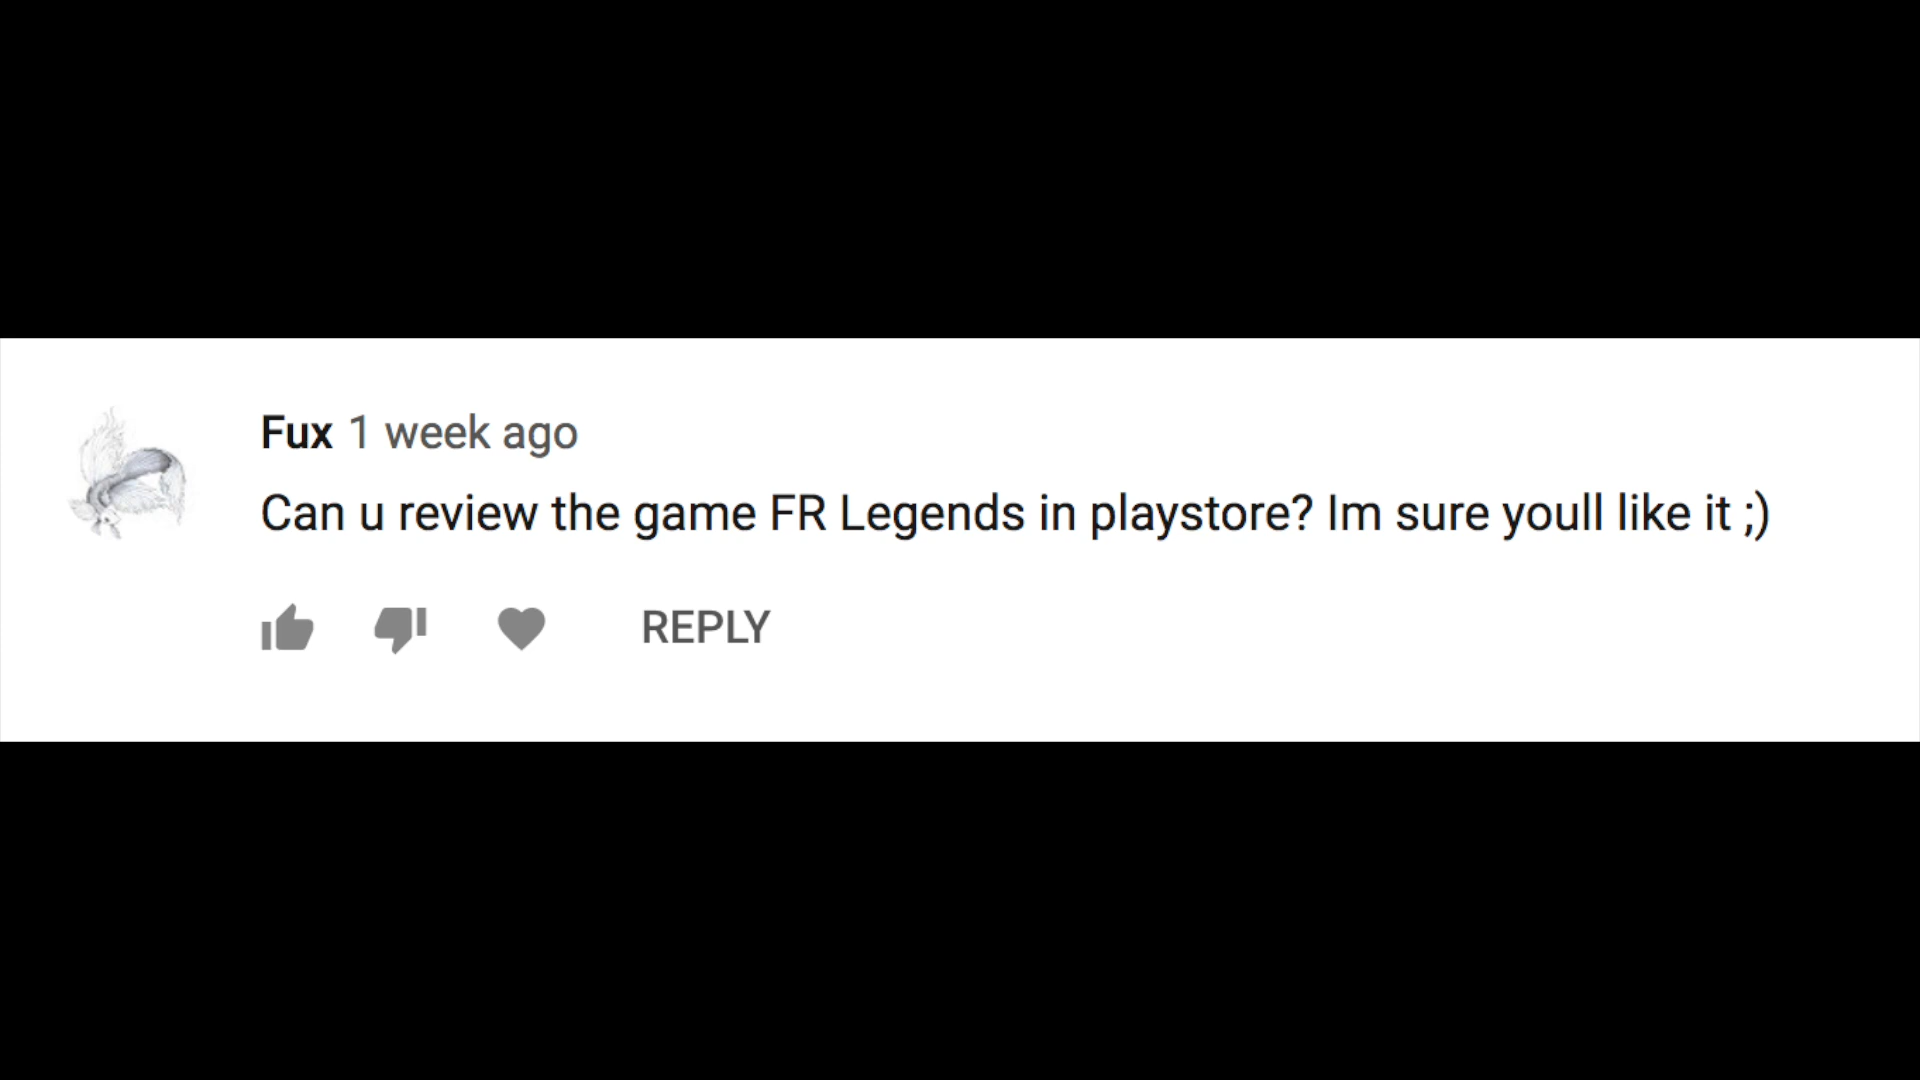 Fux 1 week ago
Can u review the game FR Legends in playstore? Im sure youll like it ;)
REPLY